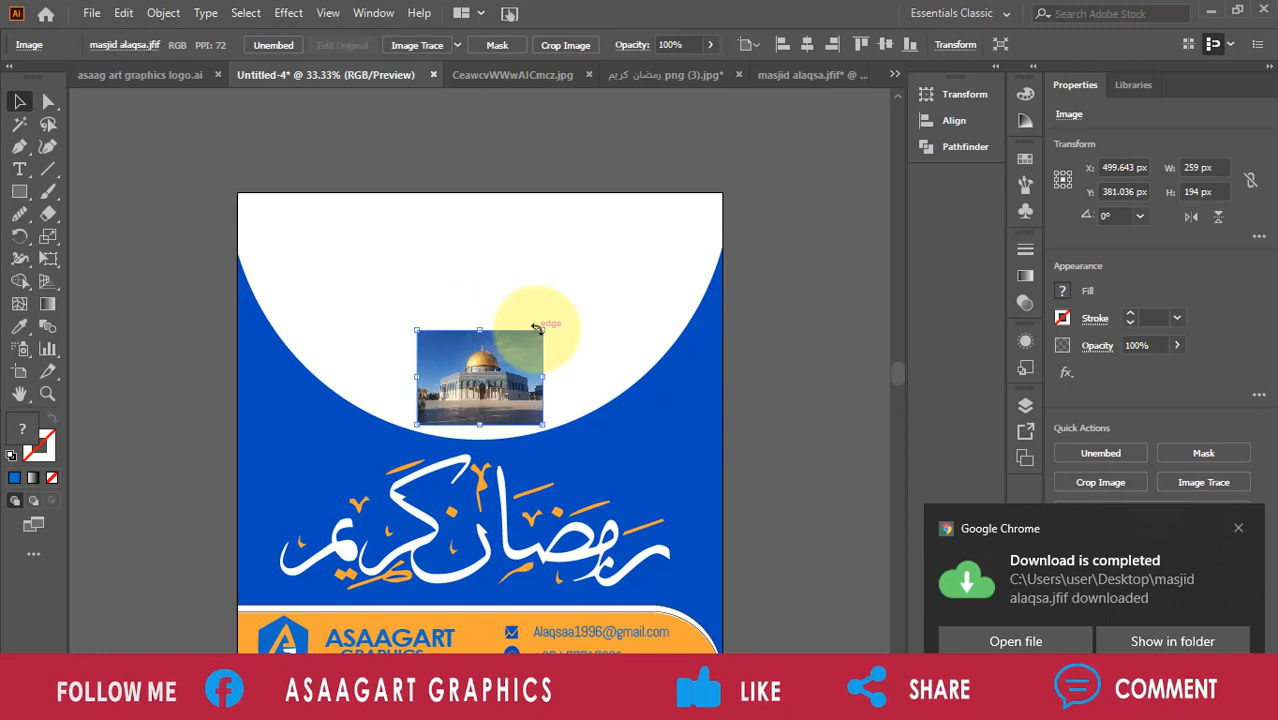 Ai File Edit Object Type Select Effect View Window Help Essentials Classic Search Adobe Stock
Image masjid alaqsa.jfif RGB PPI: 72 Unembed Edit Original Image Trace Mask Crop Image Opacity: 100% Transform
asaag art graphics logo.ai × Untitled-4* @ 33.33% (RGB/Preview) × CeawcvWWwAICmcz.jpg × رمضان كريم png (3).jpg* × masjid alaqsa.jfif* @ ...
Transform
Align
Pathfinder
Properties Libraries
Image
Transform
X: 499.643 px W: 259 px
Y: 381.036 px H: 194 px
0°
Appearance
? Fill
Stroke
Opacity 100%
fx.
Quick Actions
Unembed Mask
Crop Image Image Trace
edge
?
رمضان كريم
ASAAGART
GRAPHICS
Alaqsaa1996@gmail.com
Google Chrome
Download is completed
C:\Users\user\Desktop\masjid
alaqsa.jfif downloaded
Open file Show in folder
FOLLOW ME ASAAGART GRAPHICS LIKE SHARE COMMENT